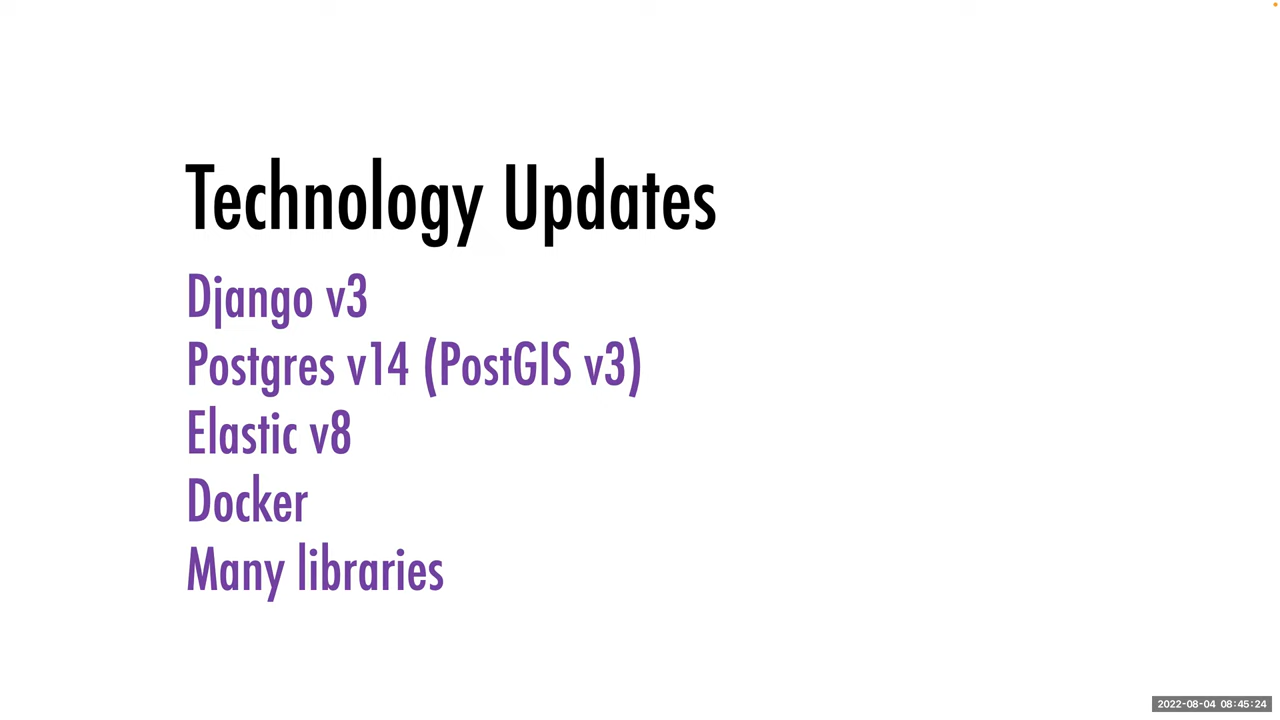 Technology Updates
Django v3
Postgres v14 (PostGIS v3)
Elastic v8
Docker
Many libraries
2022-08-04 08:45:24